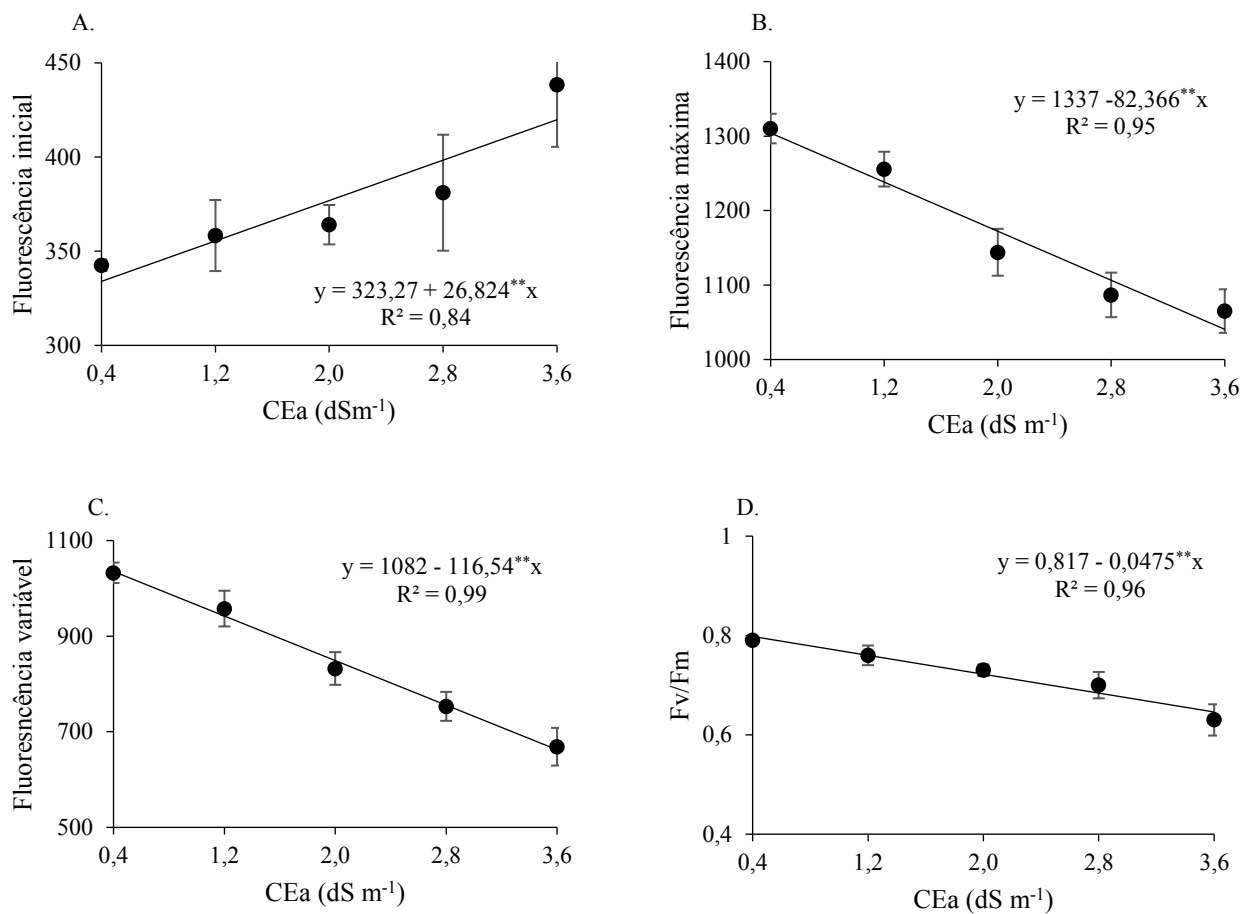 A.
Fluorescência inicial
450
400
350
300
y = 323,27 + 26,824**x
R² = 0,84
0,4 1,2 2,0 2,8 3,6
CEa (dSm-1)
B.
Fluorescência máxima
1400
1300
1200
1100
1000
y = 1337 -82,366**x
R² = 0,95
0,4 1,2 2,0 2,8 3,6
CEa (dS m-1)
C.
Fluoresncência variável
1100
900
700
500
y = 1082 - 116,54**x
R² = 0,99
0,4 1,2 2,0 2,8 3,6
CEa (dS m-1)
D.
Fv/Fm
1
0,8
0,6
0,4
y = 0,817 - 0,0475**x
R² = 0,96
0,4 1,2 2,0 2,8 3,6
CEa (dS m-1)